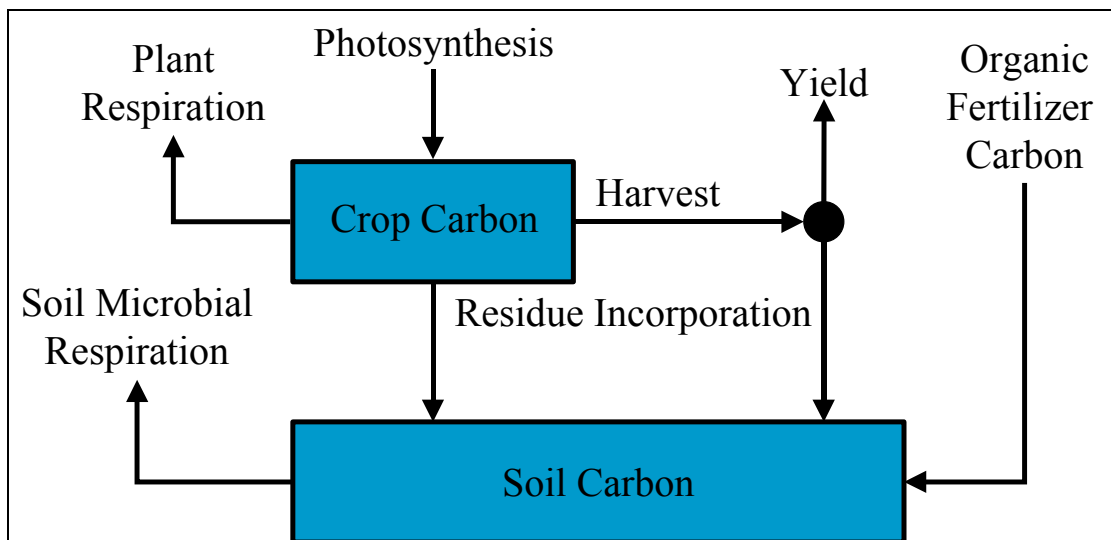 Photosynthesis
Plant
Respiration
Yield
Organic
Fertilizer
Carbon
Crop Carbon
Harvest
Soil Microbial
Respiration
Residue Incorporation
Soil Carbon